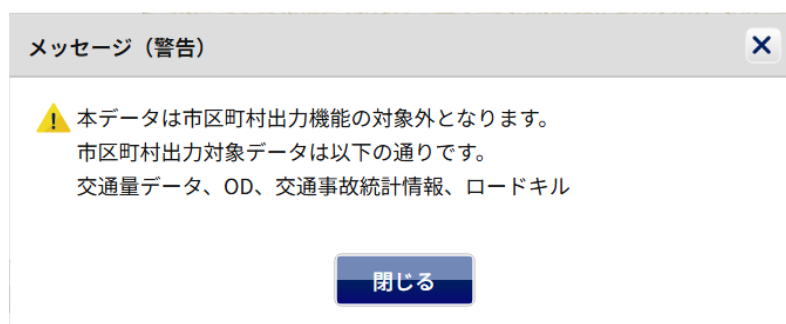 メッセージ（警告）
本データは市区町村出力機能の対象外となります。
市区町村出力対象データは以下の通りです。
交通量データ、OD、交通事故統計情報、ロードキル
閉じる